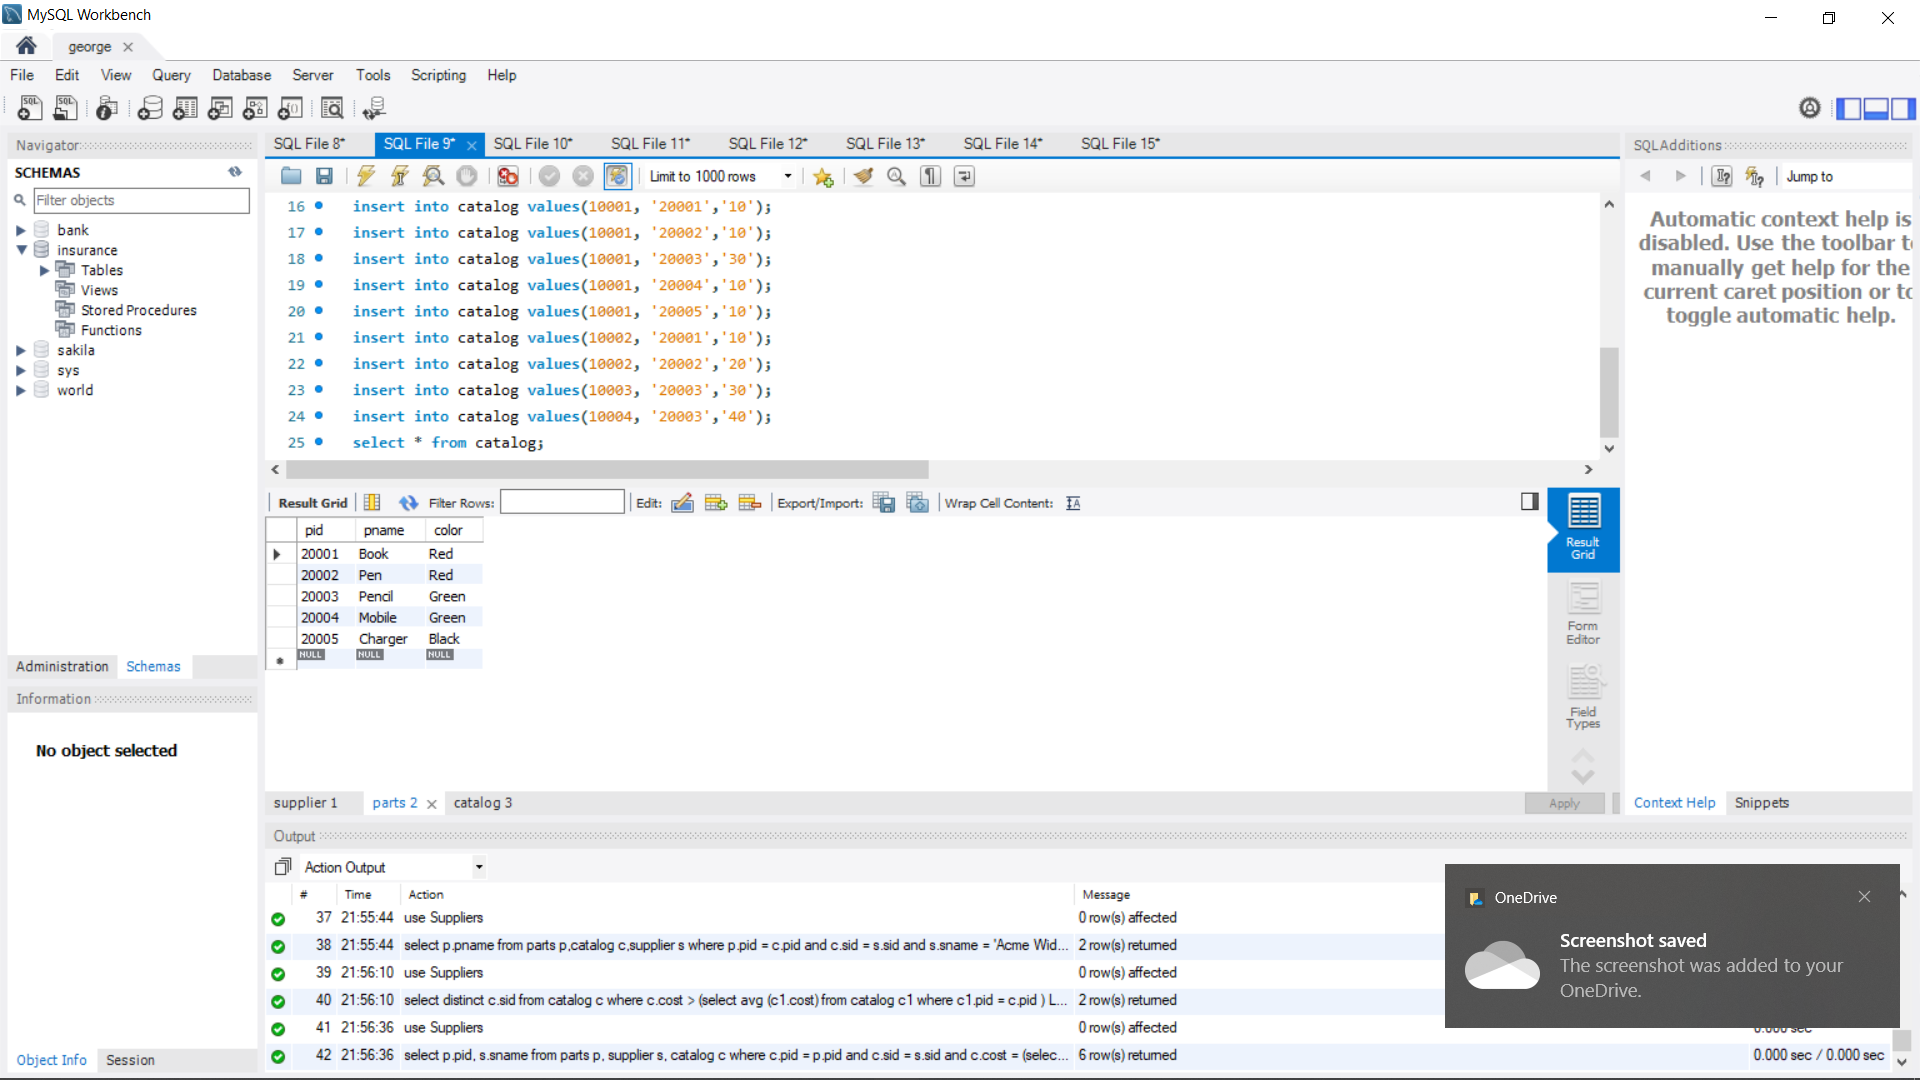 MySQL Workbench
george
File Edit View Query Database Server Tools Scripting Help
Navigator
SCHEMAS
Filter objects
bank
insurance
Tables
Views
Stored Procedures
Functions
sakila
sys
world
Administration Schemas
Information
No object selected
Object Info Session
SQL File 8* SQL File 9* SQL File 10* SQL File 11* SQL File 12* SQL File 13* SQL File 14* SQL File 15*
Limit to 1000 rows
16 insert into catalog values(10001, '20001','10');
17 insert into catalog values(10001, '20002','10');
18 insert into catalog values(10001, '20003','30');
19 insert into catalog values(10001, '20004','10');
20 insert into catalog values(10001, '20005','10');
21 insert into catalog values(10002, '20001','10');
22 insert into catalog values(10002, '20002','20');
23 insert into catalog values(10003, '20003','30');
24 insert into catalog values(10004, '20003','40');
25 select * from catalog;
Result Grid Filter Rows: Edit: Export/Import: Wrap Cell Content:
pid pname color
20001 Book Red
20002 Pen Red
20003 Pencil Green
20004 Mobile Green
20005 Charger Black
NULL NULL NULL
Result Grid
Form Editor
Field Types
supplier 1 parts 2 catalog 3
Apply
SQLAdditions
Jump to
Automatic context help is
disabled. Use the toolbar t
manually get help for the
current caret position or to
toggle automatic help.
Context Help Snippets
Output
Action Output
# Time Action Message
37 21:55:44 use Suppliers 0 row(s) affected
38 21:55:44 select p.pname from parts p,catalog c,supplier s where p.pid = c.pid and c.sid = s.sid and s.sname = 'Acme Wid... 2 row(s) returned
39 21:56:10 use Suppliers 0 row(s) affected
40 21:56:10 select distinct c.sid from catalog c where c.cost > (select avg (c1.cost) from catalog c1 where c1.pid = c.pid ) L... 2 row(s) returned
41 21:56:36 use Suppliers 0 row(s) affected 0.000 sec
42 21:56:36 select p.pid, s.sname from parts p, supplier s, catalog c where c.pid = p.pid and c.sid = s.sid and c.cost = (selec... 6 row(s) returned 0.000 sec / 0.000 sec
OneDrive
Screenshot saved
The screenshot was added to your
OneDrive.